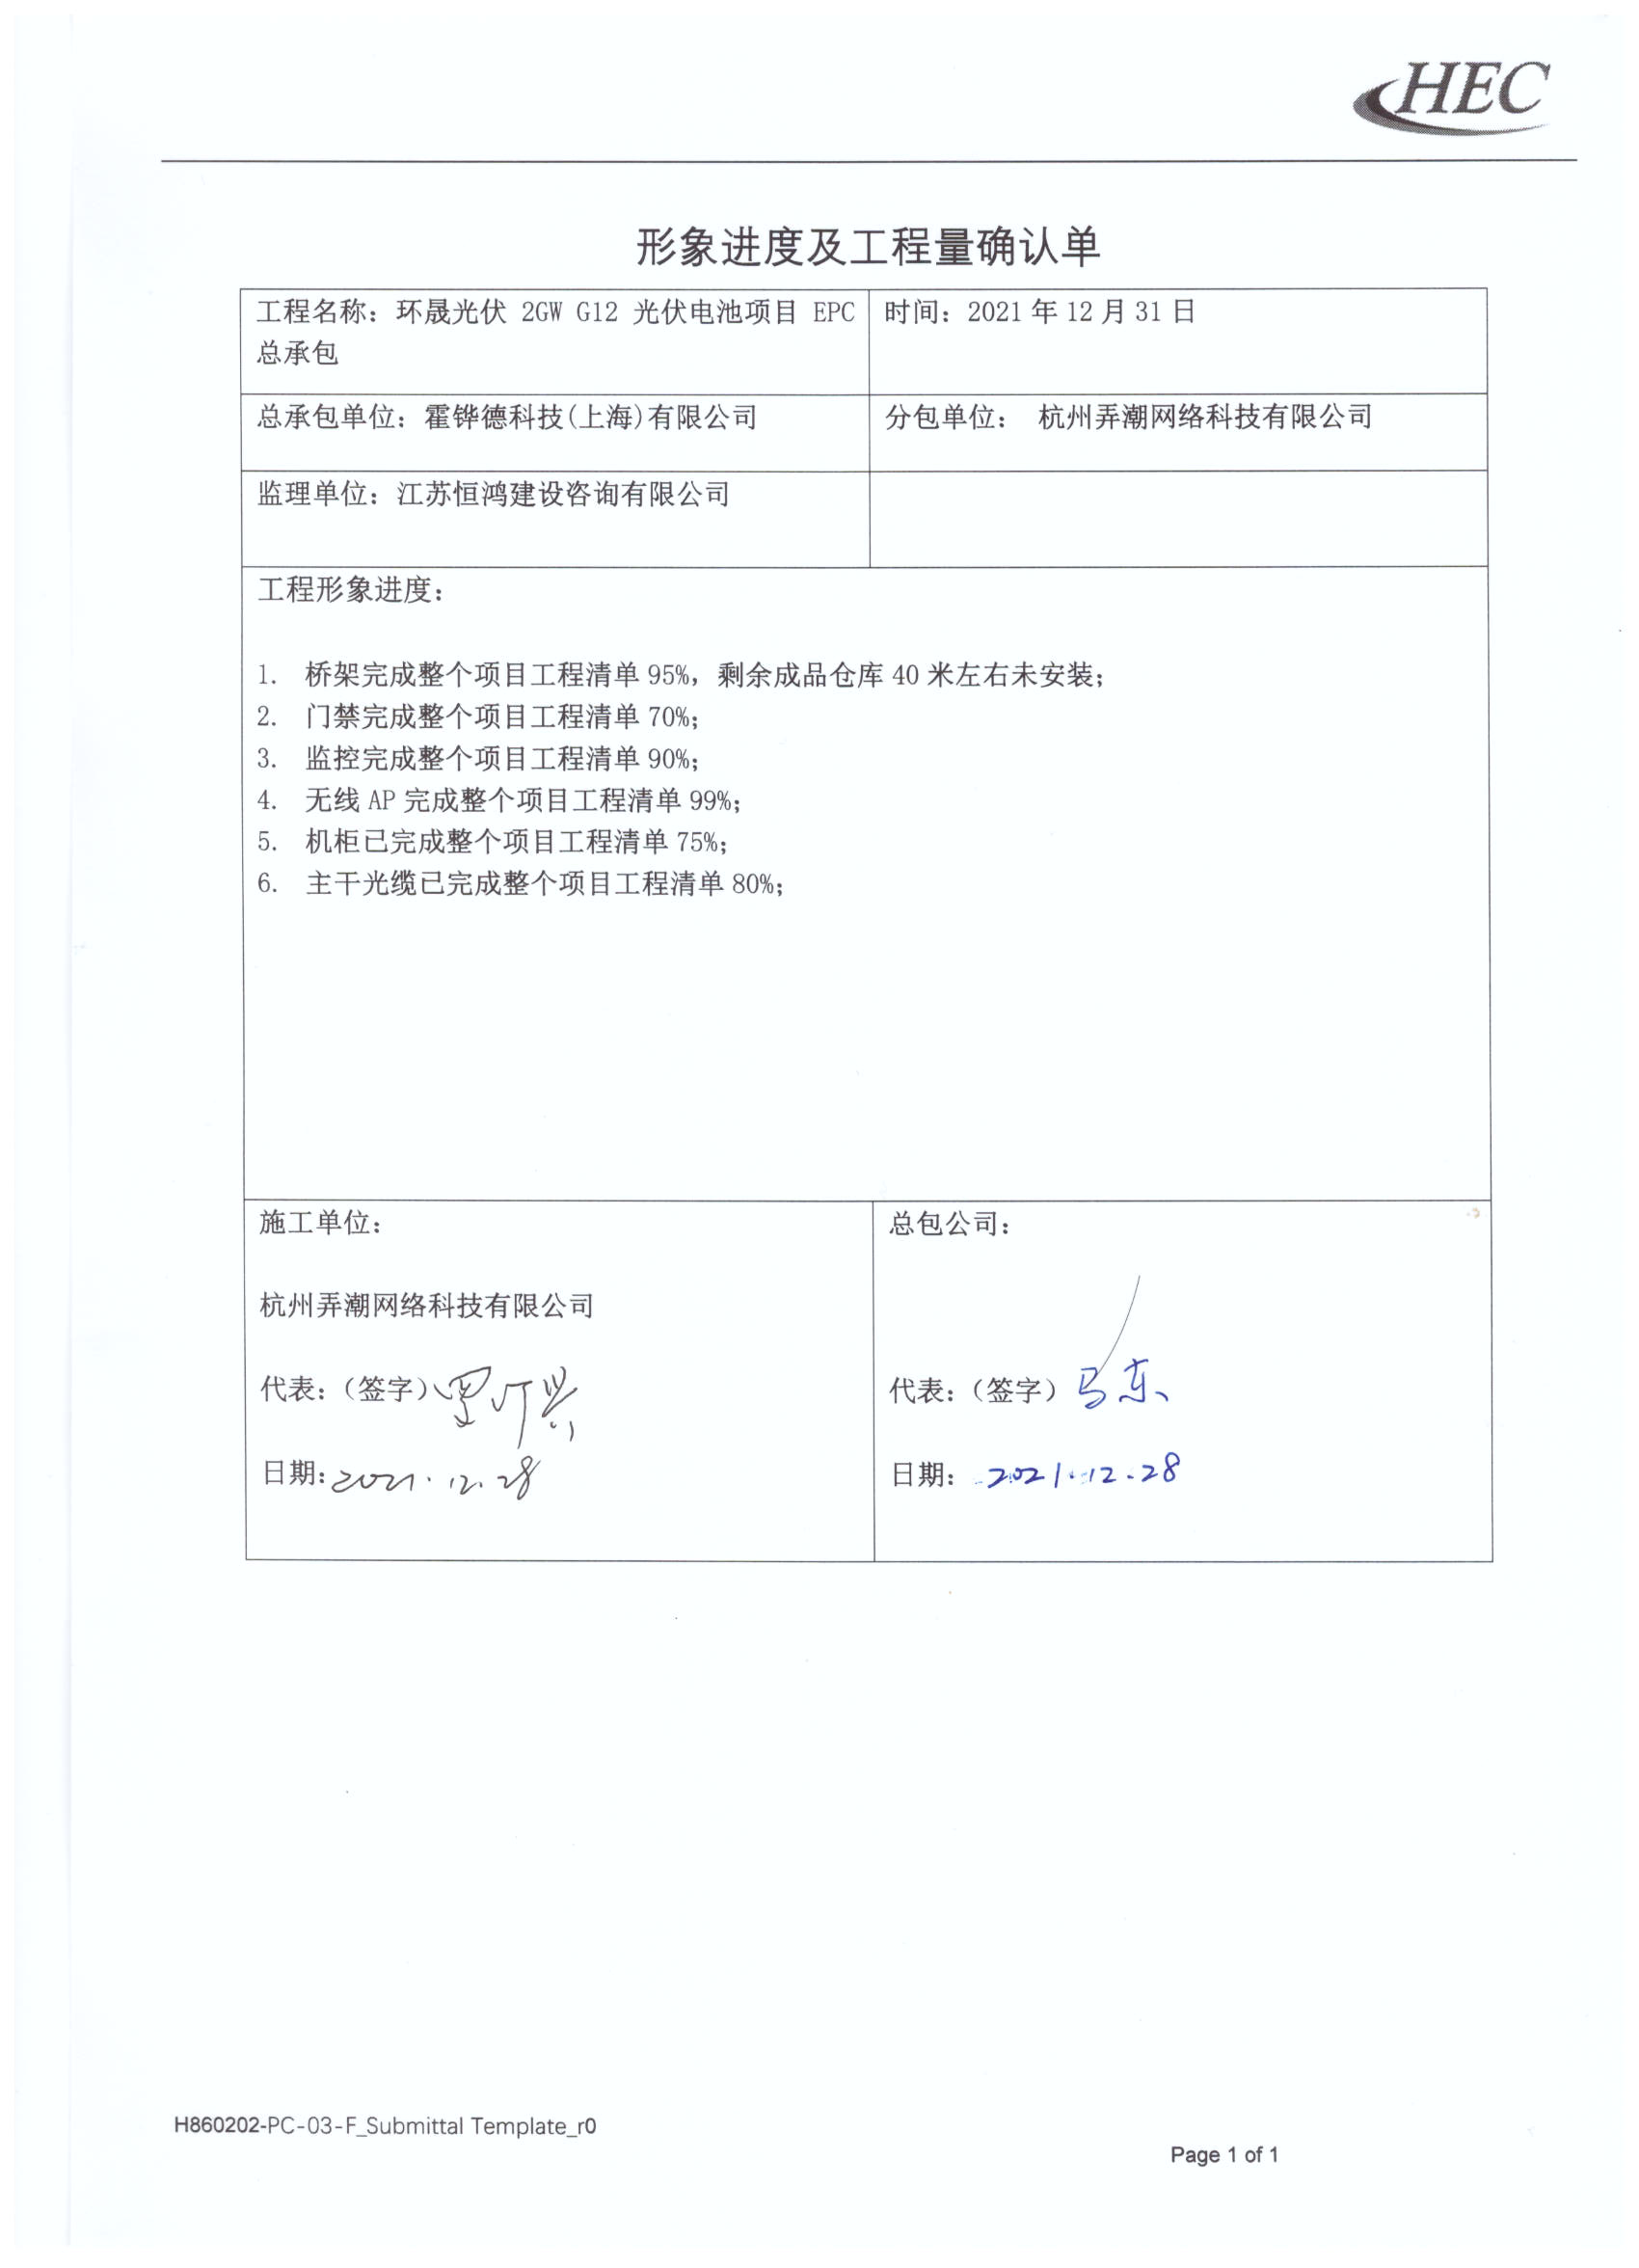 HEC
形象进度及工程量确认单
工程名称：环晟光伏 2GW G12 光伏电池项目 EPC
总承包
时间：2021 年 12 月 31 日
总承包单位：霍铧德科技(上海)有限公司
分包单位： 杭州弄潮网络科技有限公司
监理单位：江苏恒鸿建设咨询有限公司
工程形象进度：
1. 桥架完成整个项目工程清单 95%，剩余成品仓库 40 米左右未安装；
2. 门禁完成整个项目工程清单 70%；
3. 监控完成整个项目工程清单 90%；
4. 无线 AP 完成整个项目工程清单 99%；
5. 机柜已完成整个项目工程清单 75%；
6. 主干光缆已完成整个项目工程清单 80%；
施工单位：
杭州弄潮网络科技有限公司
代表：（签字）
日期：2021.12.28
总包公司：
代表：（签字）马东
日期：2021.12.28
H860202-PC-03-F_Submittal Template_r0
Page 1 of 1